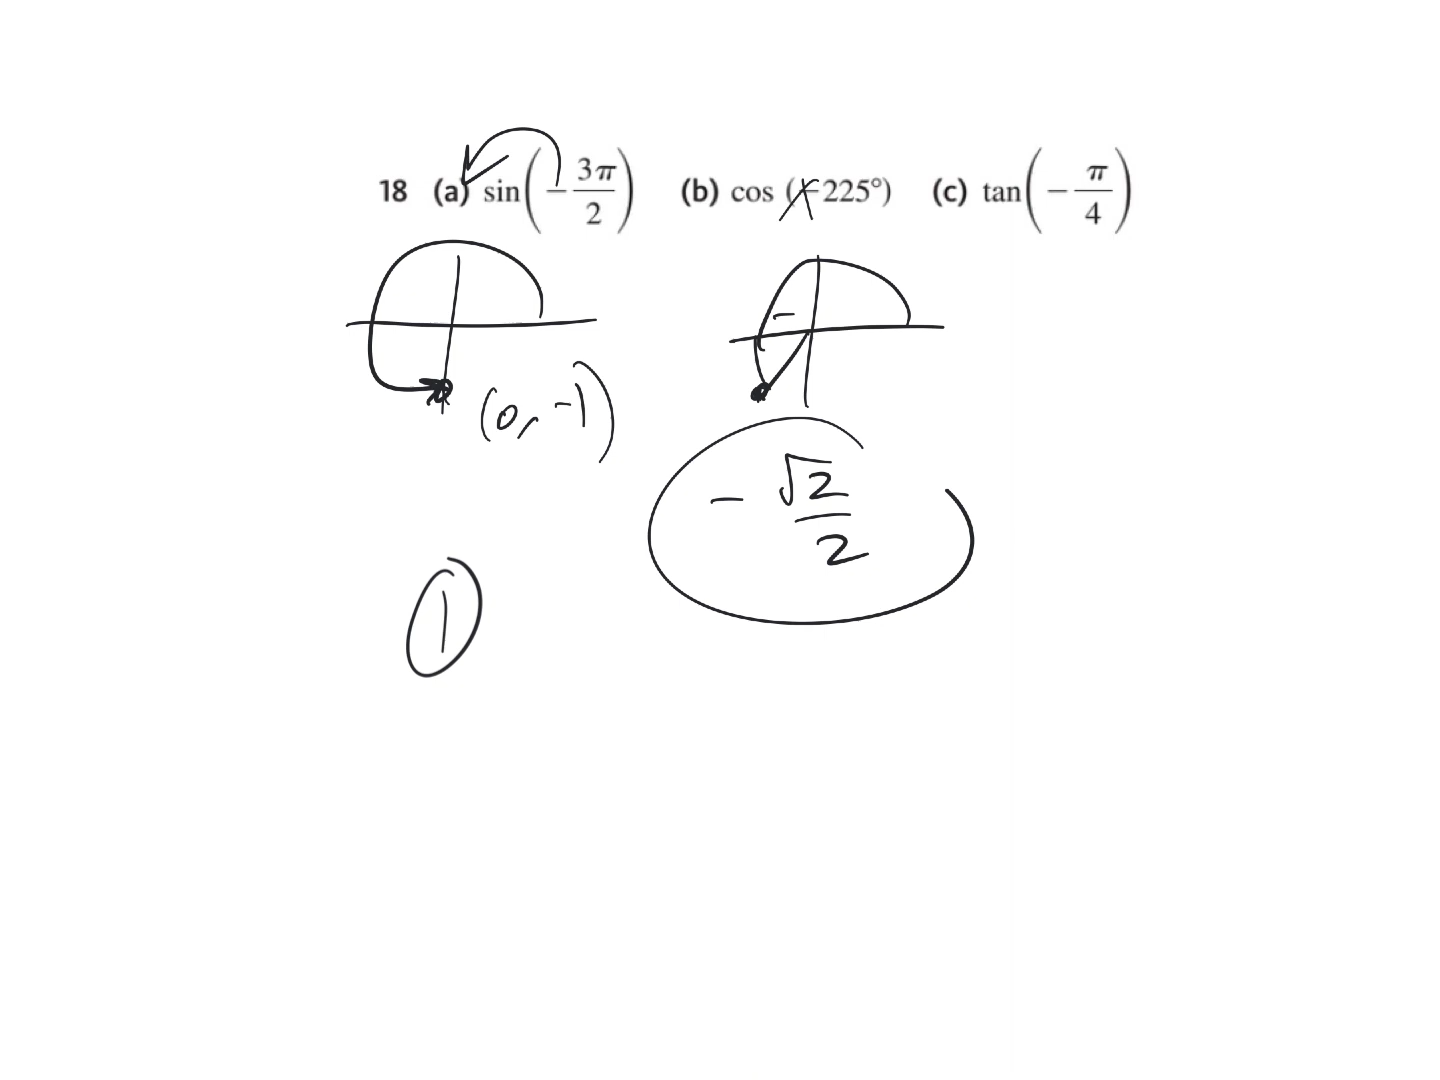 18 (a) sin(−3π/2) (b) cos (−225°) (c) tan(−π/4)
−
(0, −1)
− √2/2
1